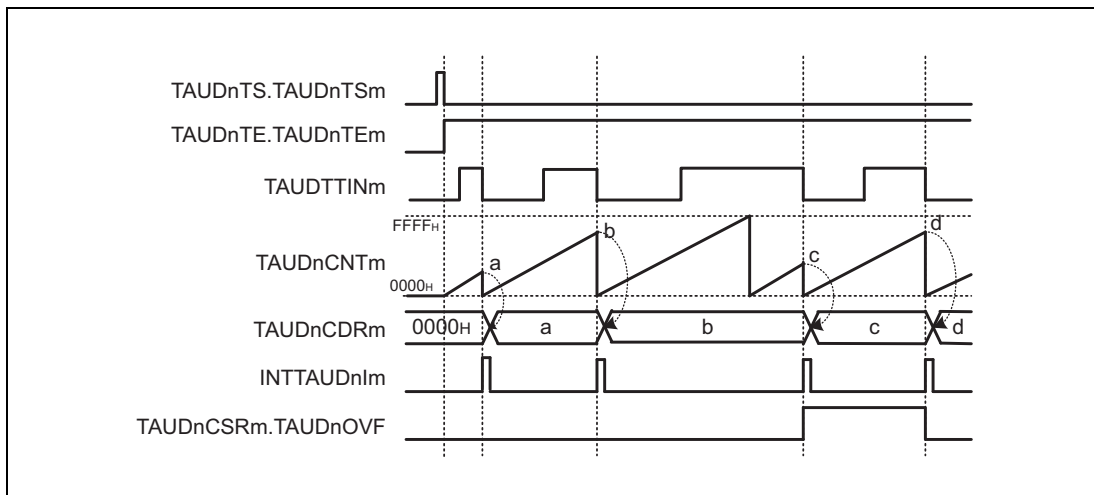 TAUDnTS.TAUDnTSm
TAUDnTE.TAUDnTEm
TAUDTTINm
FFFFH
TAUDnCNTm
0000H
a
b
c
d
TAUDnCDRm
0000H
a
b
c
d
INTTAUDnIm
TAUDnCSRm.TAUDnOVF